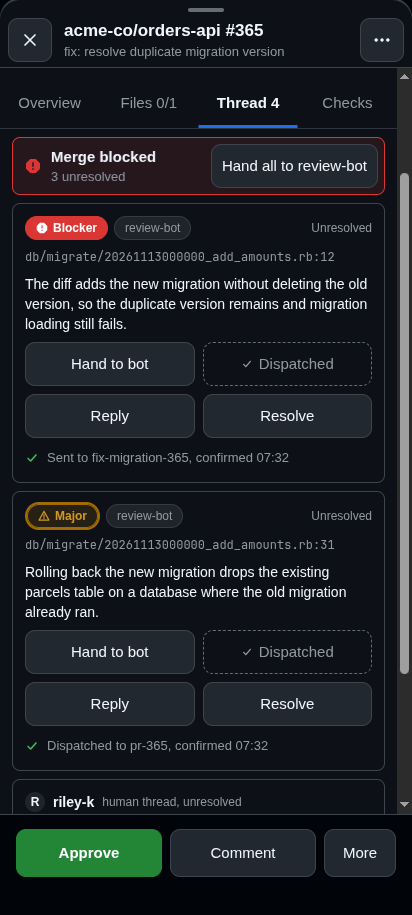 acme-co/orders-api #365
fix: resolve duplicate migration version
Overview
Files 0/1
Thread 4
Checks
Merge blocked
3 unresolved
Hand all to review-bot
Blocker
review-bot
Unresolved
db/migrate/20261113000000_add_amounts.rb:12
The diff adds the new migration without deleting the old
version, so the duplicate version remains and migration
loading still fails.
Hand to bot
Dispatched
Reply
Resolve
Sent to fix-migration-365, confirmed 07:32
Major
review-bot
Unresolved
db/migrate/20261113000000_add_amounts.rb:31
Rolling back the new migration drops the existing
parcels table on a database where the old migration
already ran.
Hand to bot
Dispatched
Reply
Resolve
Dispatched to pr-365, confirmed 07:32
R
riley-k
human thread, unresolved
Approve
Comment
More